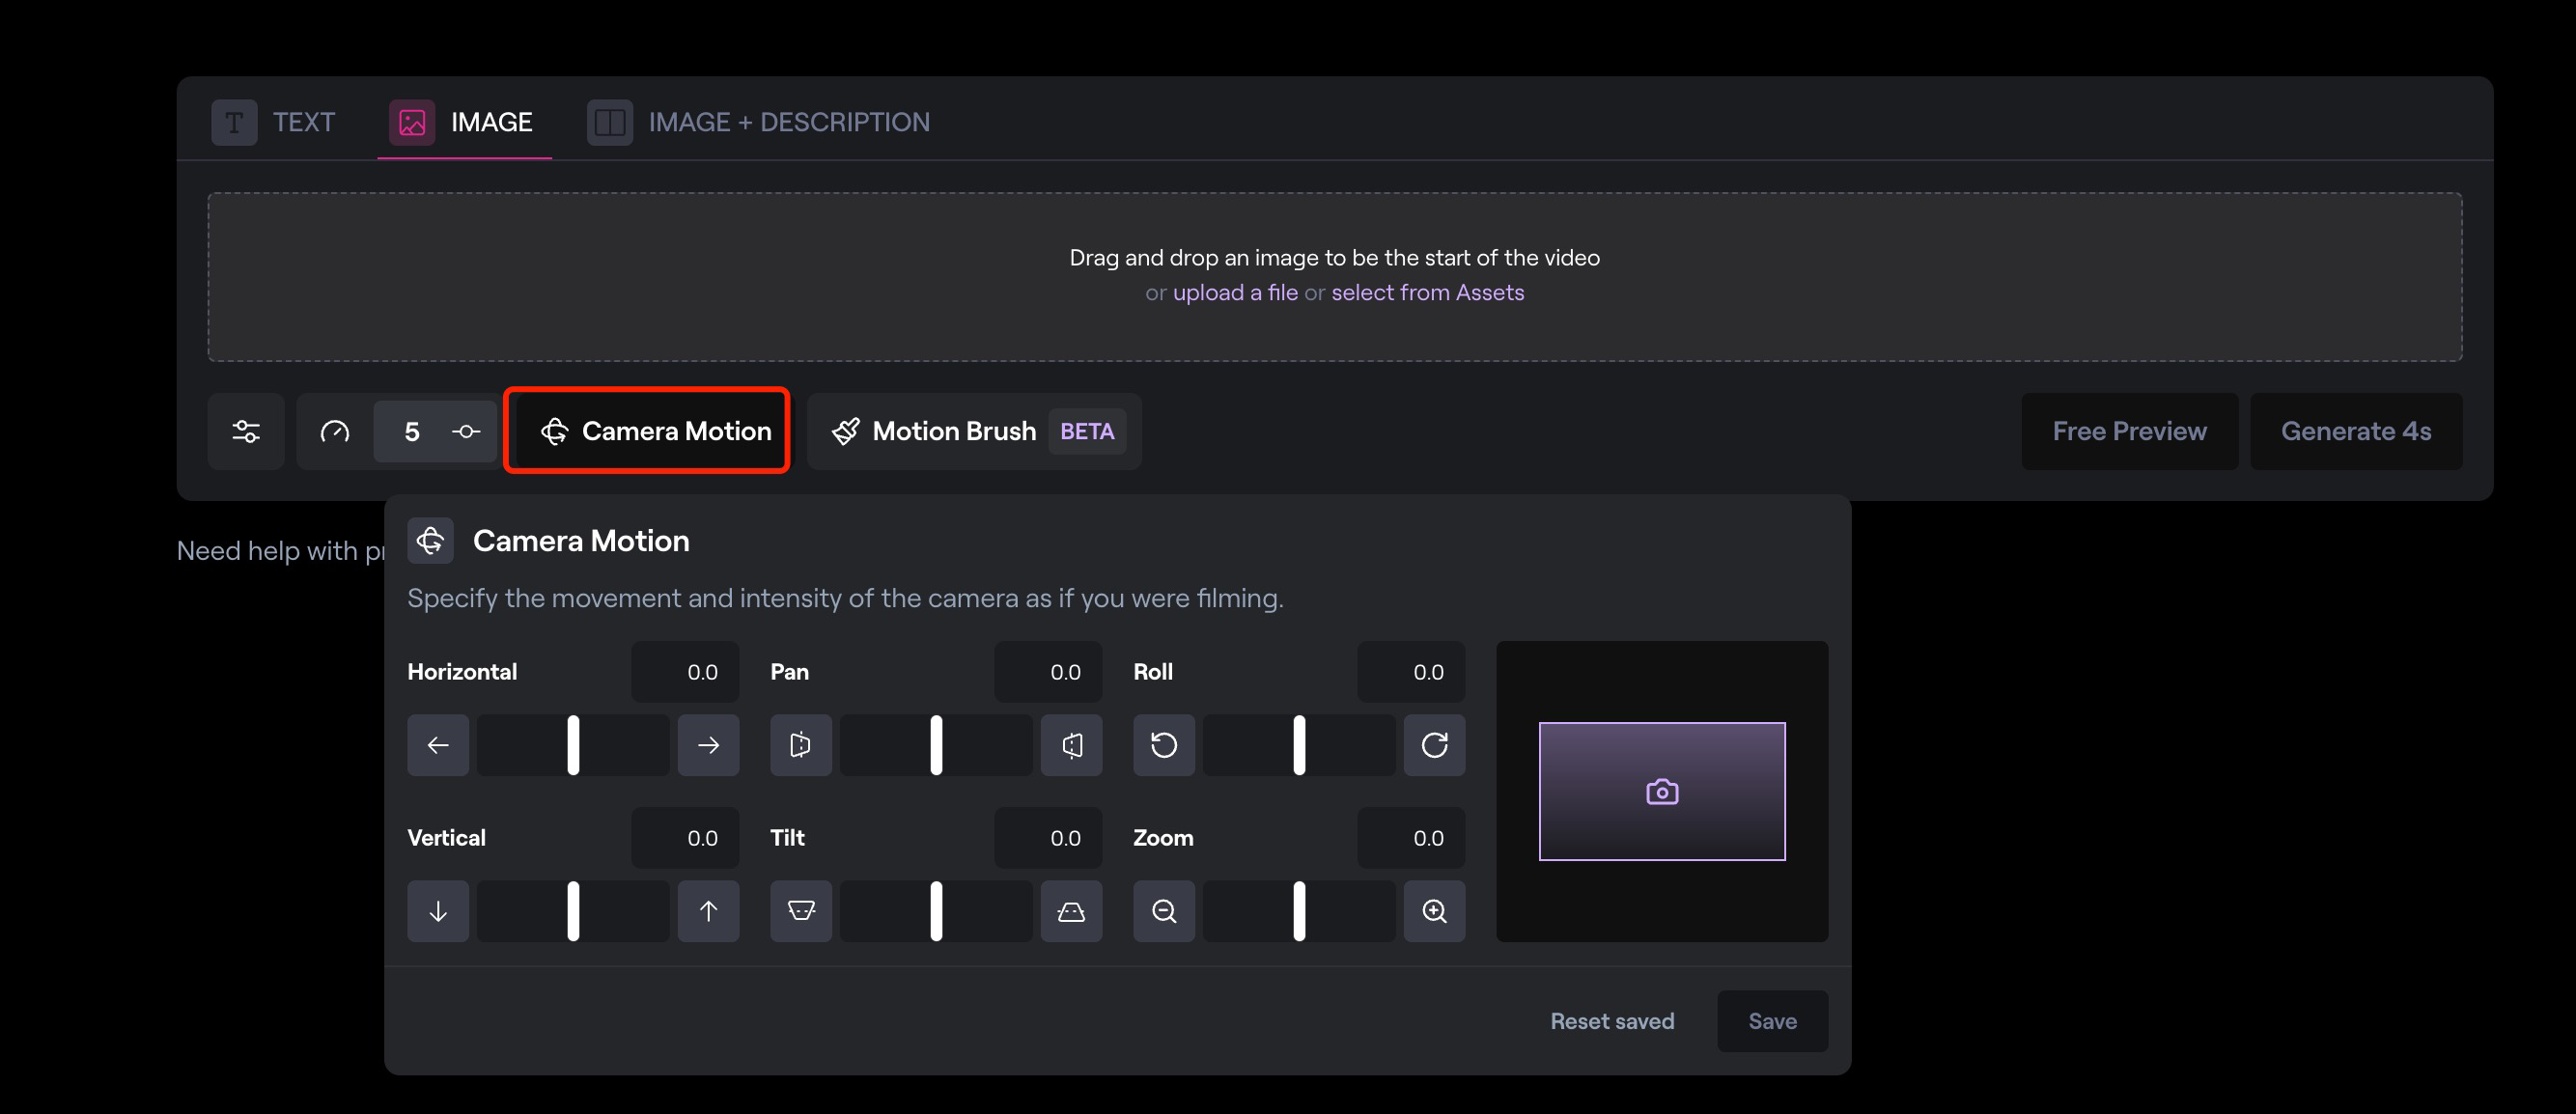 TEXT IMAGE IMAGE + DESCRIPTION
Drag and drop an image to be the start of the video
or upload a file or select from Assets
5 Camera Motion Motion Brush BETA Free Preview Generate 4s
Need help with
Camera Motion
Specify the movement and intensity of the camera as if you were filming.
Horizontal 0.0 Pan 0.0 Roll 0.0
Vertical 0.0 Tilt 0.0 Zoom 0.0
Reset saved Save